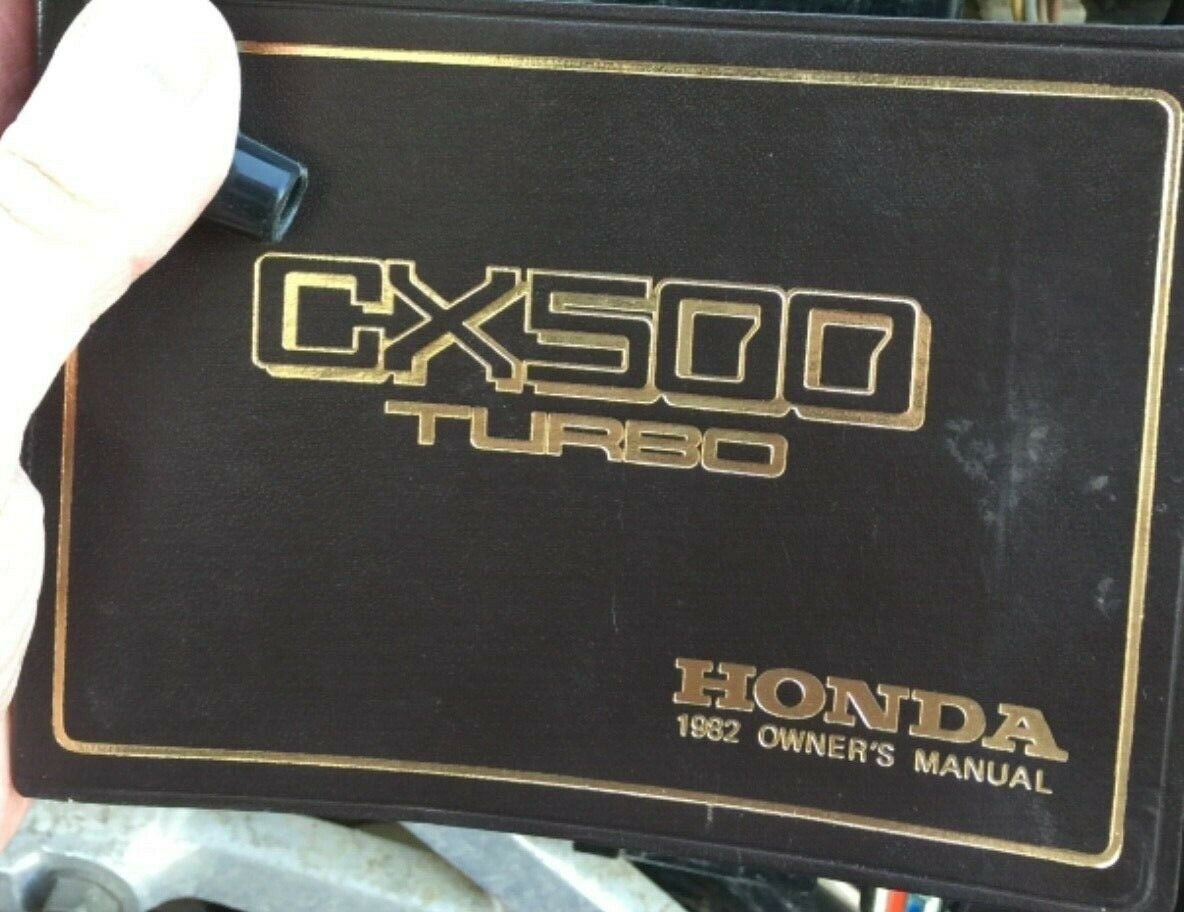 CX500
TURBO
HONDA
1982 OWNER'S MANUAL